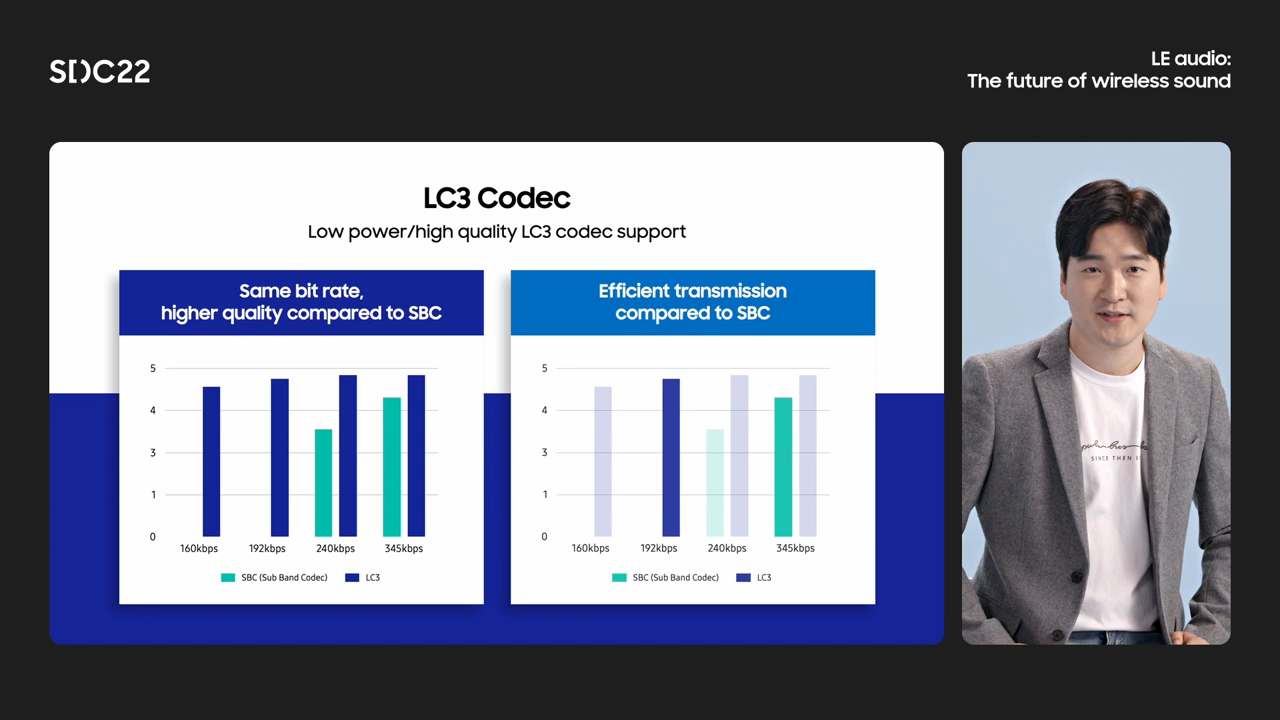 SDC22
LE audio:
The future of wireless sound
LC3 Codec
Low power/high quality LC3 codec support
Same bit rate,
higher quality compared to SBC
5
4
3
1
0
160kbps 192kbps 240kbps 345kbps
SBC (Sub Band Codec) LC3
Efficient transmission
compared to SBC
5
4
3
1
0
160kbps 192kbps 240kbps 345kbps
SBC (Sub Band Codec) LC3
SINCE THEN